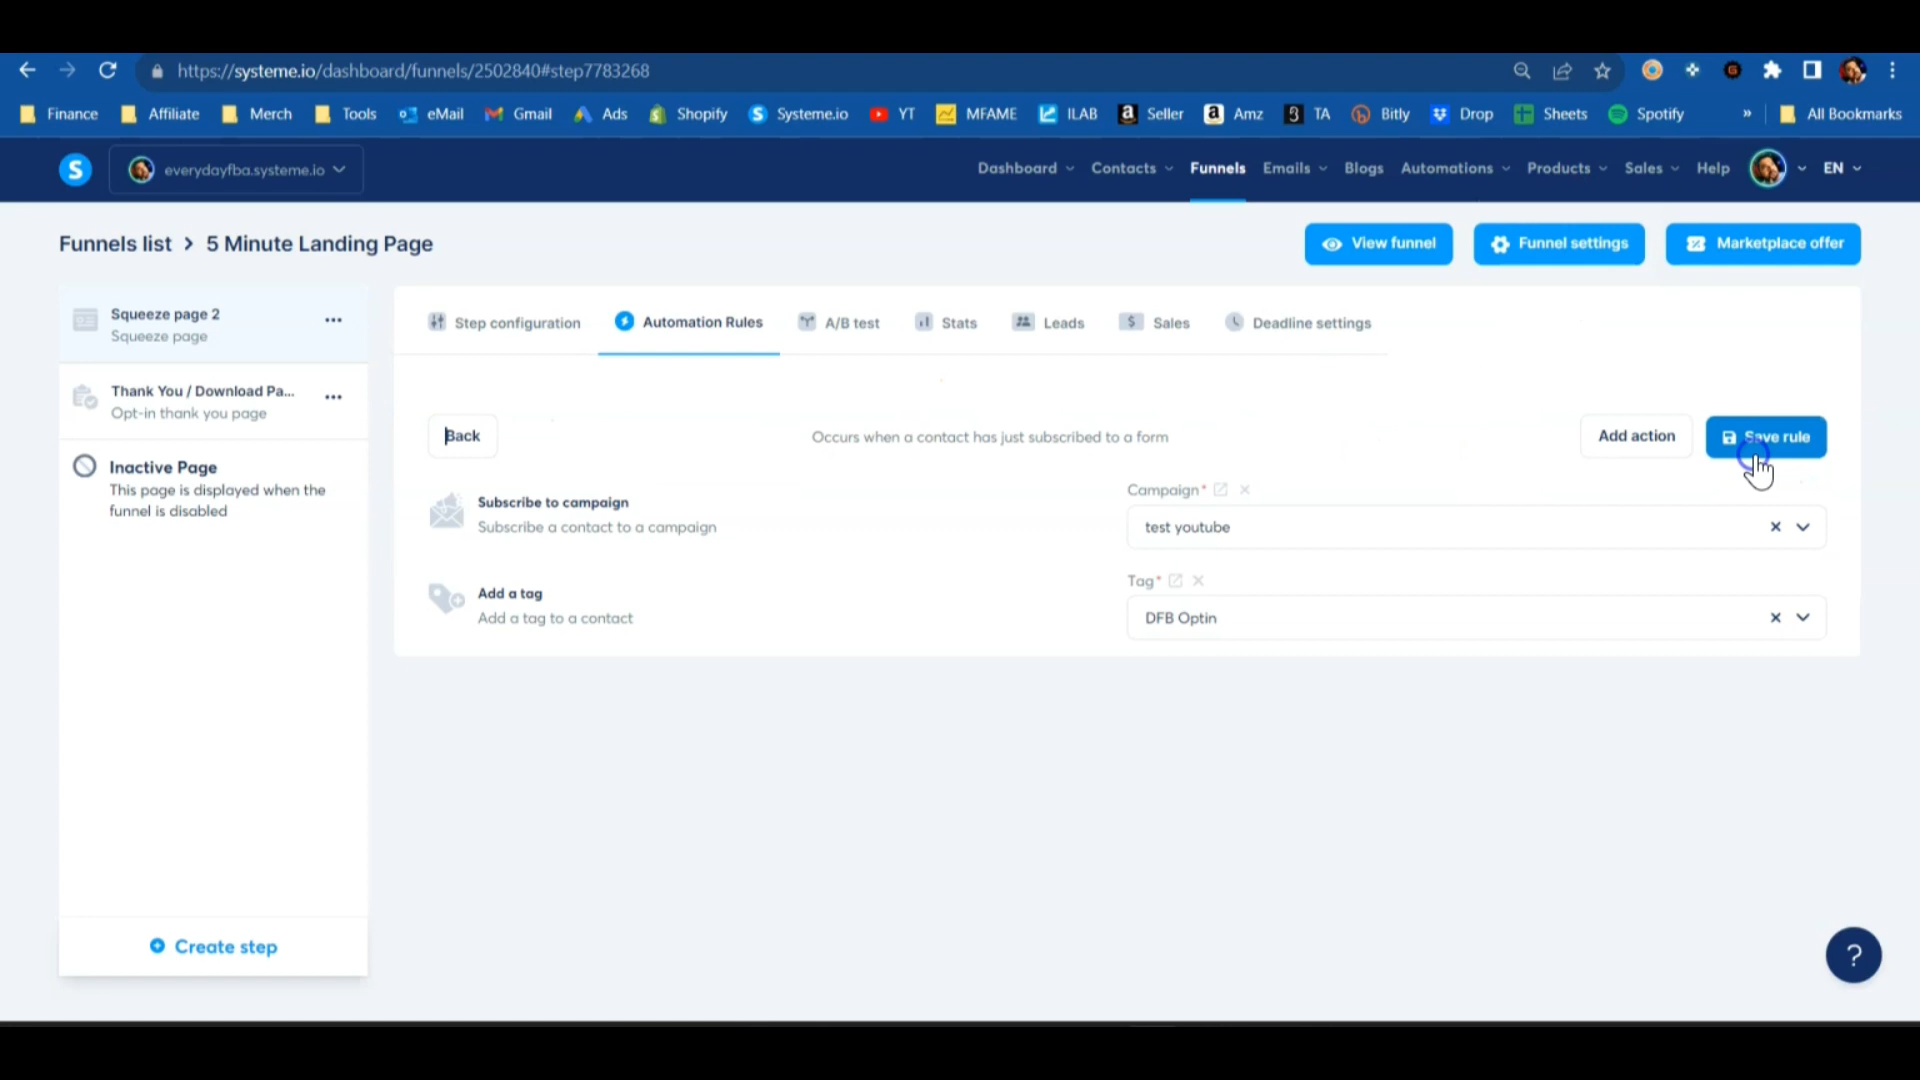 https://systeme.io/dashboard/funnels/2502840#step7783268
Finance Affiliate Merch Tools eMail Gmail Ads Shopify Systeme.io YT MFAME ILAB Seller Amz TA Bitly Drop Sheets Spotify » All Bookmarks
S everydayfba.systeme.io Dashboard Contacts Funnels Emails Blogs Automations Products Sales Help EN
Funnels list > 5 Minute Landing Page View funnel Funnel settings Marketplace offer
Squeeze page 2 ...
Squeeze page
Thank You / Download Pa... ...
Opt-in thank you page
Inactive Page
This page is displayed when the
funnel is disabled
Create step
Step configuration Automation Rules A/B test Stats Leads Sales Deadline settings
Back Occurs when a contact has just subscribed to a form Add action Save rule
Subscribe to campaign
Subscribe a contact to a campaign
Campaign*
test youtube
Add a tag
Add a tag to a contact
Tag*
DFB Optin
?